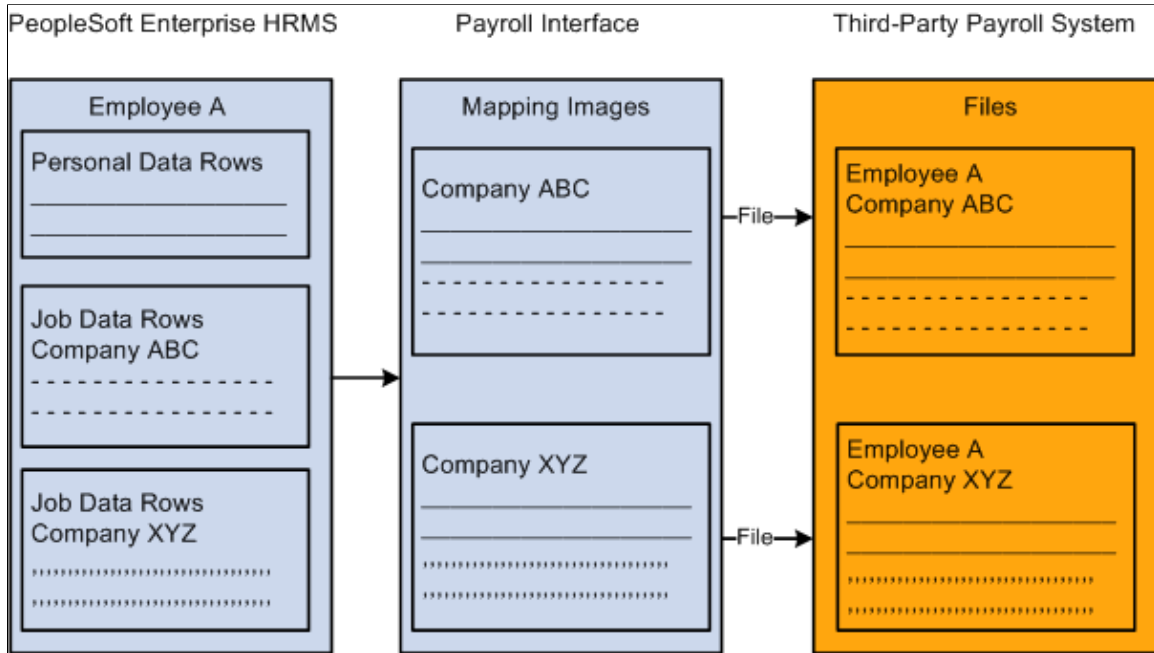 PeopleSoft Enterprise HRMS
Payroll Interface
Third-Party Payroll System
Employee A
Personal Data Rows
Job Data Rows
Company ABC
Job Data Rows
Company XYZ
Mapping Images
Company ABC
Company XYZ
File
File
Files
Employee A
Company ABC
Employee A
Company XYZ